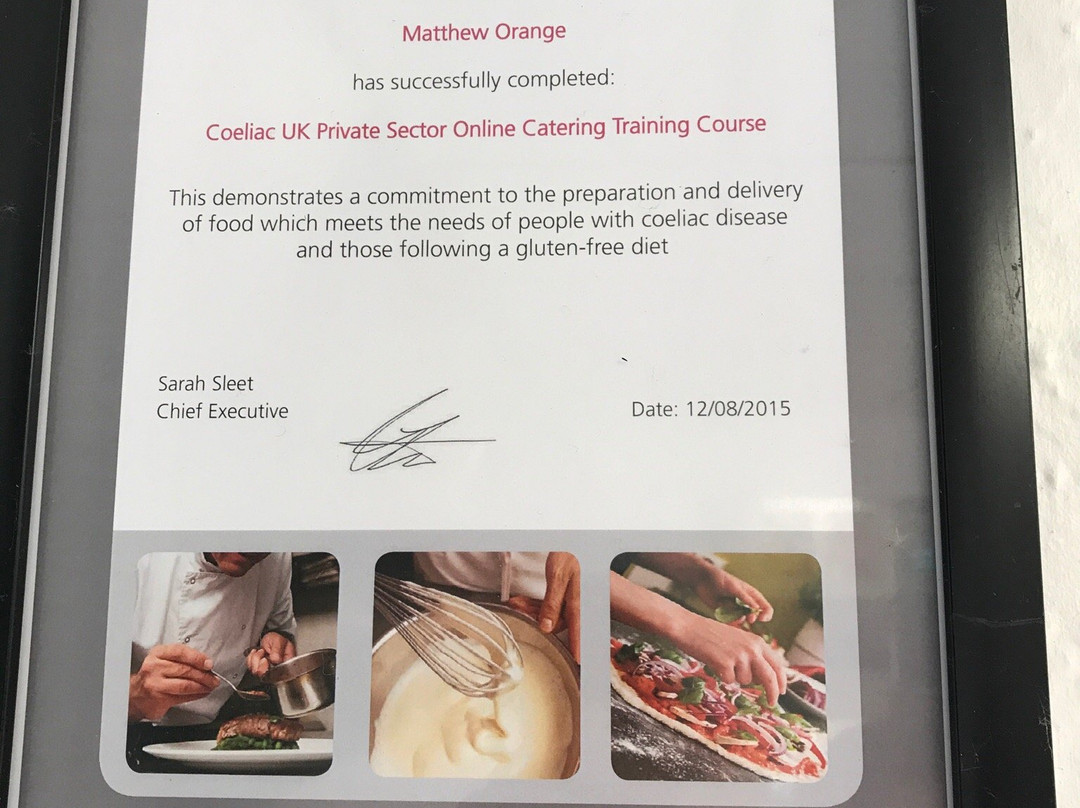 Matthew Orange
has successfully completed:
Coeliac UK Private Sector Online Catering Training Course
This demonstrates a commitment to the preparation and delivery
of food which meets the needs of people with coeliac disease
and those following a gluten-free diet
Sarah Sleet
Chief Executive
Date: 12/08/2015